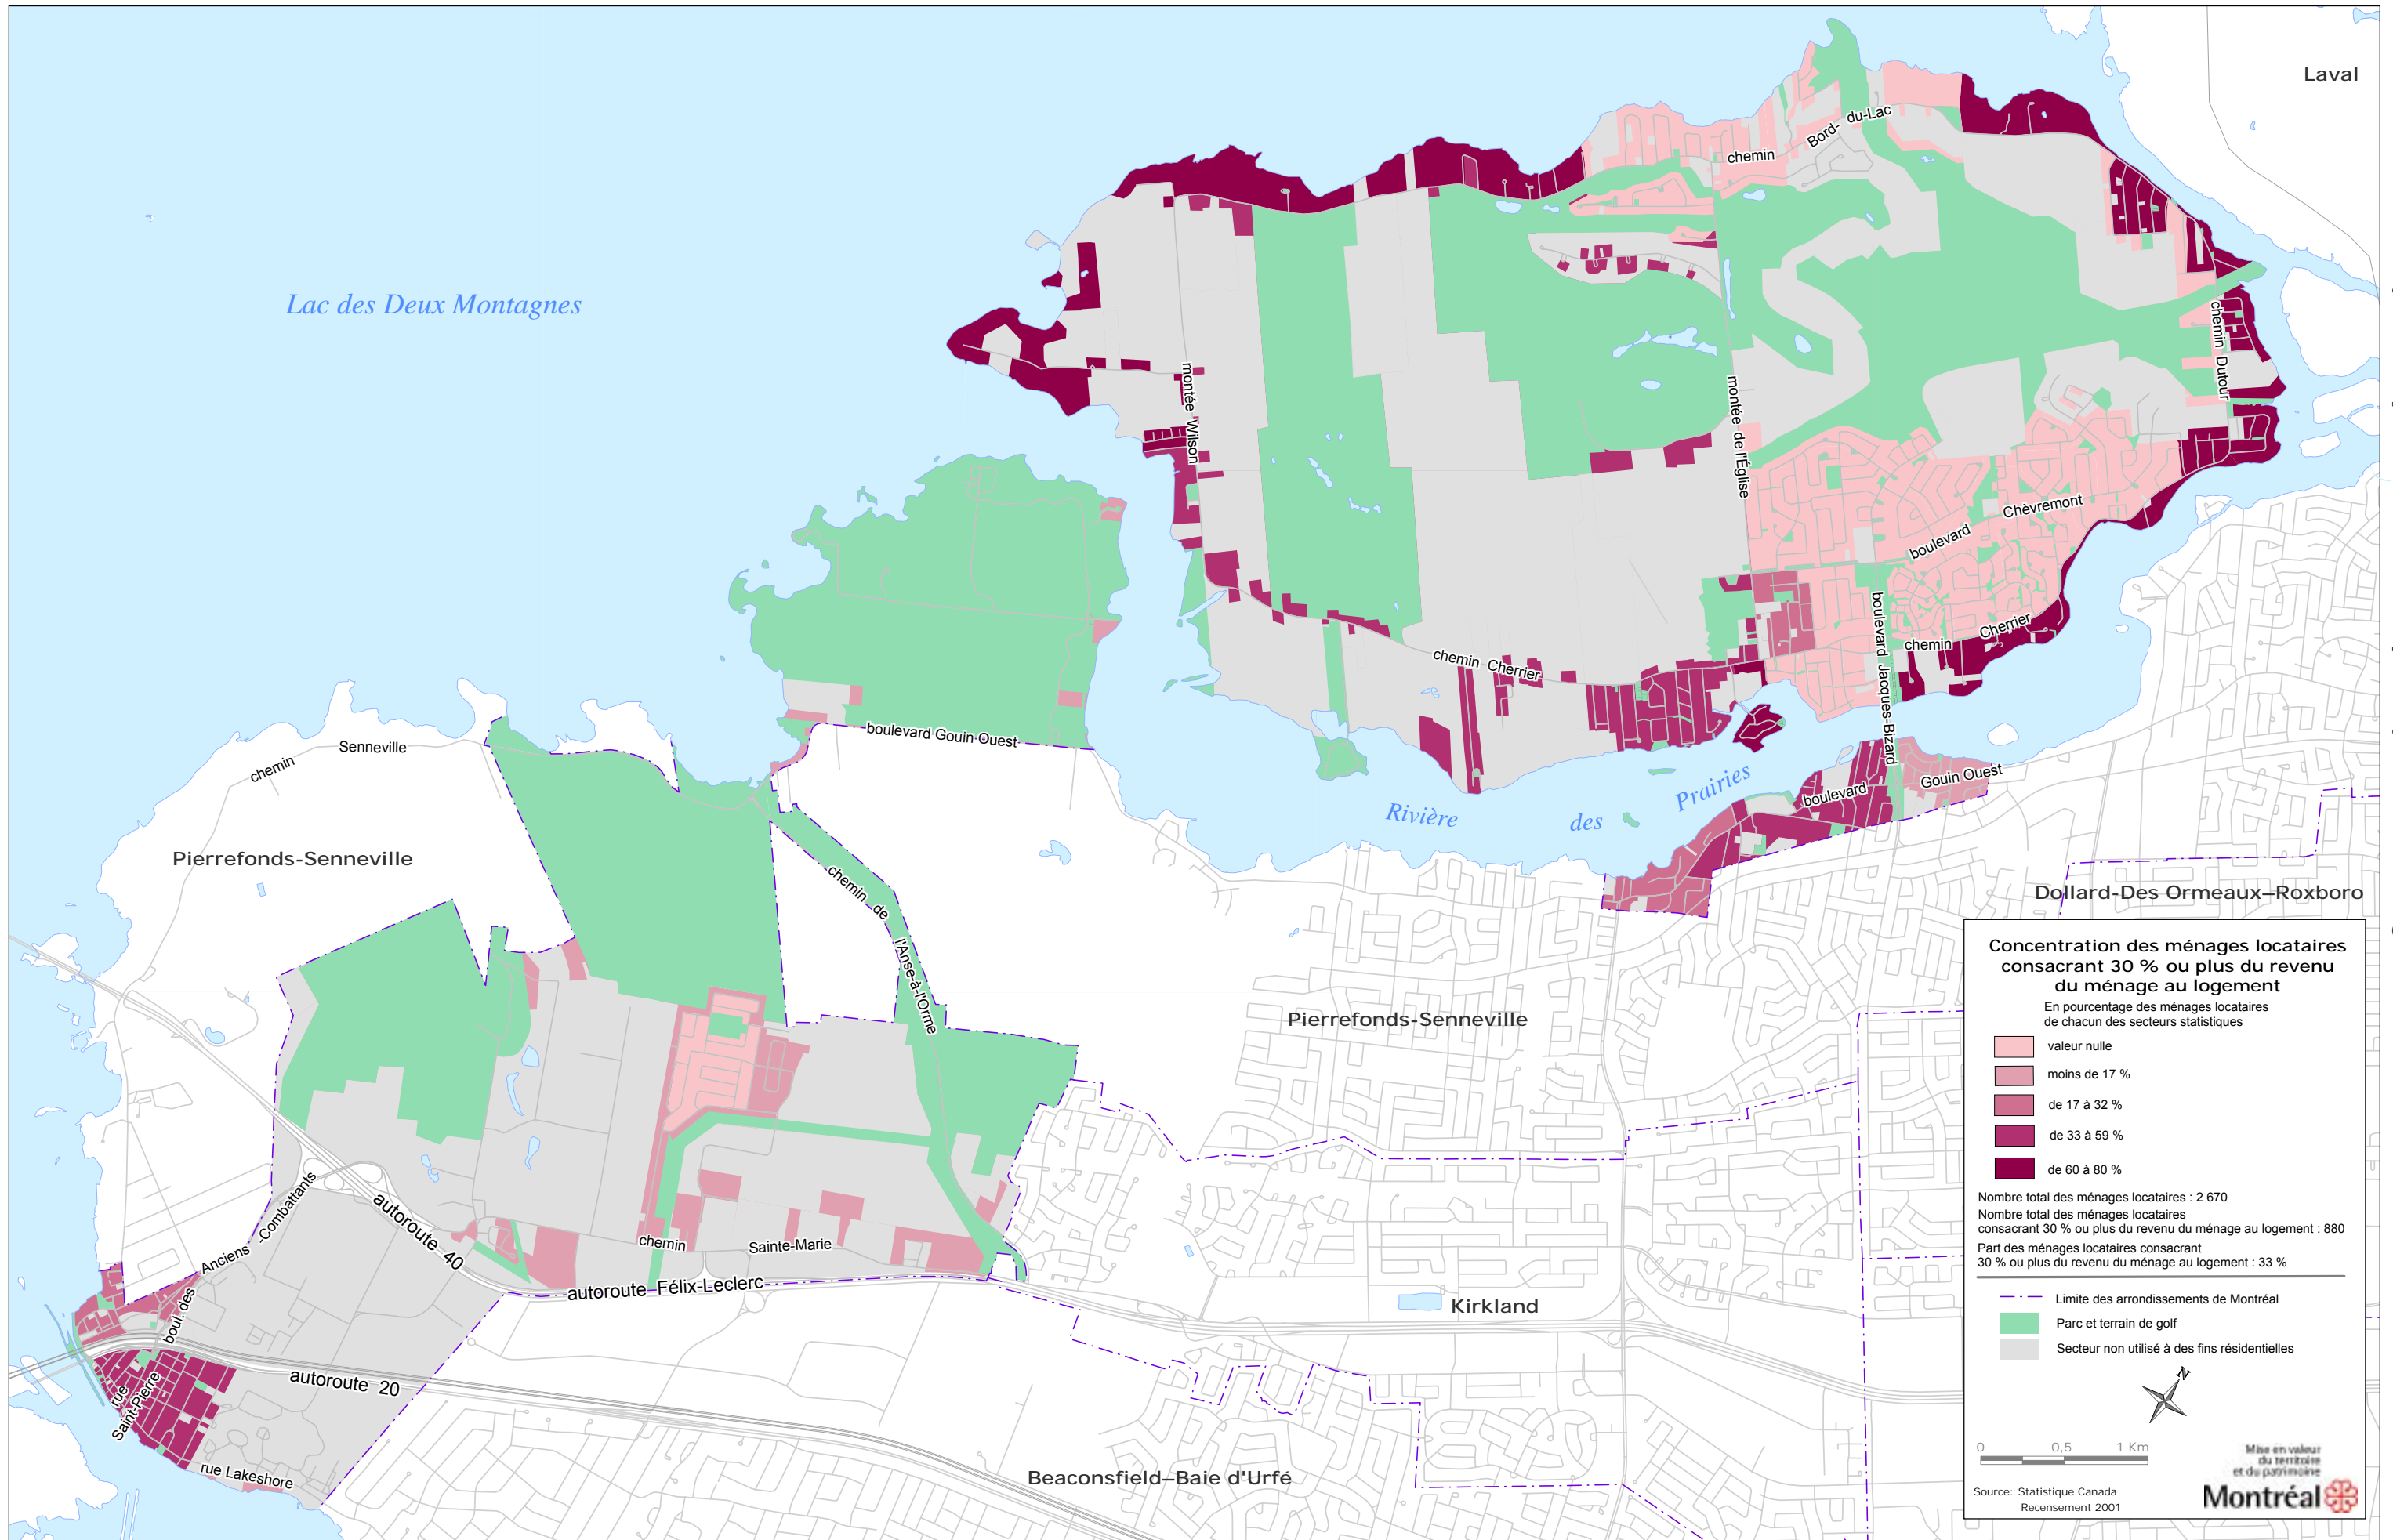 Laval
Bord- du-Lac
chemin
Lac des Deux Montagnes
chemin Dutour
montée Wilson
montée de l'Église
boulevard Chèvremont
boulevard Jacques-Bizard
chemin Cherrier
chemin Cherrier
boulevard Gouin Ouest
chemin Senneville
Rivière des Prairies
boulevard Gouin Ouest
Pierrefonds-Senneville
chemin de l'Anse-à-l'Orme
Dollard-Des Ormeaux–Roxboro
Pierrefonds-Senneville
boul. des Anciens -Combattants
autoroute 40
chemin Sainte-Marie
autoroute Félix-Leclerc
Kirkland
autoroute 20
rue Saint-Pierre
rue Lakeshore
Beaconsfield–Baie d'Urfé
Concentration des ménages locataires
consacrant 30 % ou plus du revenu
du ménage au logement
En pourcentage des ménages locataires
de chacun des secteurs statistiques
valeur nulle
moins de 17 %
de 17 à 32 %
de 33 à 59 %
de 60 à 80 %
Nombre total des ménages locataires : 2 670
Nombre total des ménages locataires
consacrant 30 % ou plus du revenu du ménage au logement : 880
Part des ménages locataires consacrant
30 % ou plus du revenu du ménage au logement : 33 %
Limite des arrondissements de Montréal
Parc et terrain de golf
Secteur non utilisé à des fins résidentielles
N
0 0,5 1 Km
Mise en valeur
du territoire
et du patrimoine
Source: Statistique Canada
Recensement 2001
Montréal